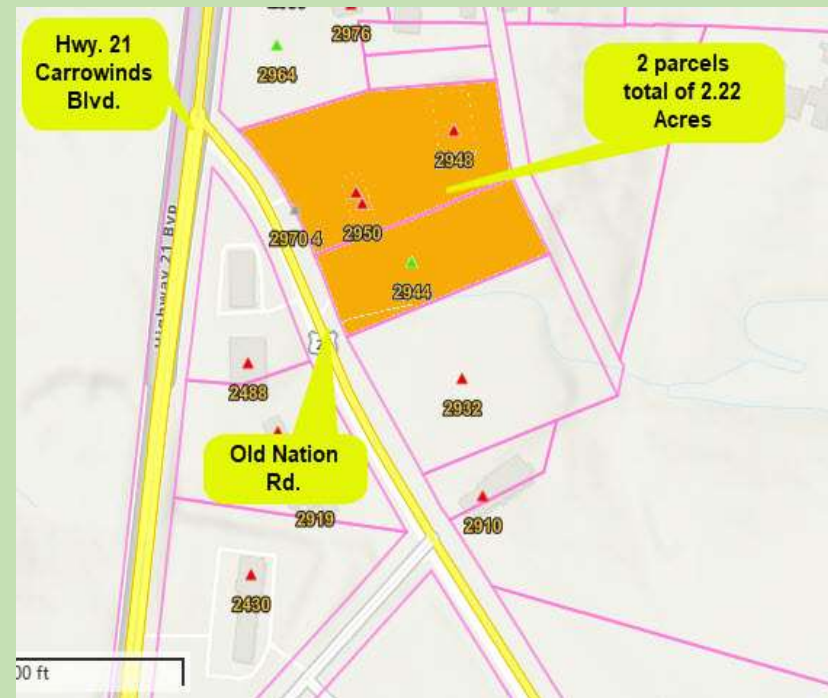 2976
Hwy. 21
Carrowinds
Blvd.
2964
2 parcels
total of 2.22
Acres
2948
2970 4
2950
Highway 21 Byp
2944
2488
2932
Old Nation
Rd.
2919
2910
2430
00 ft